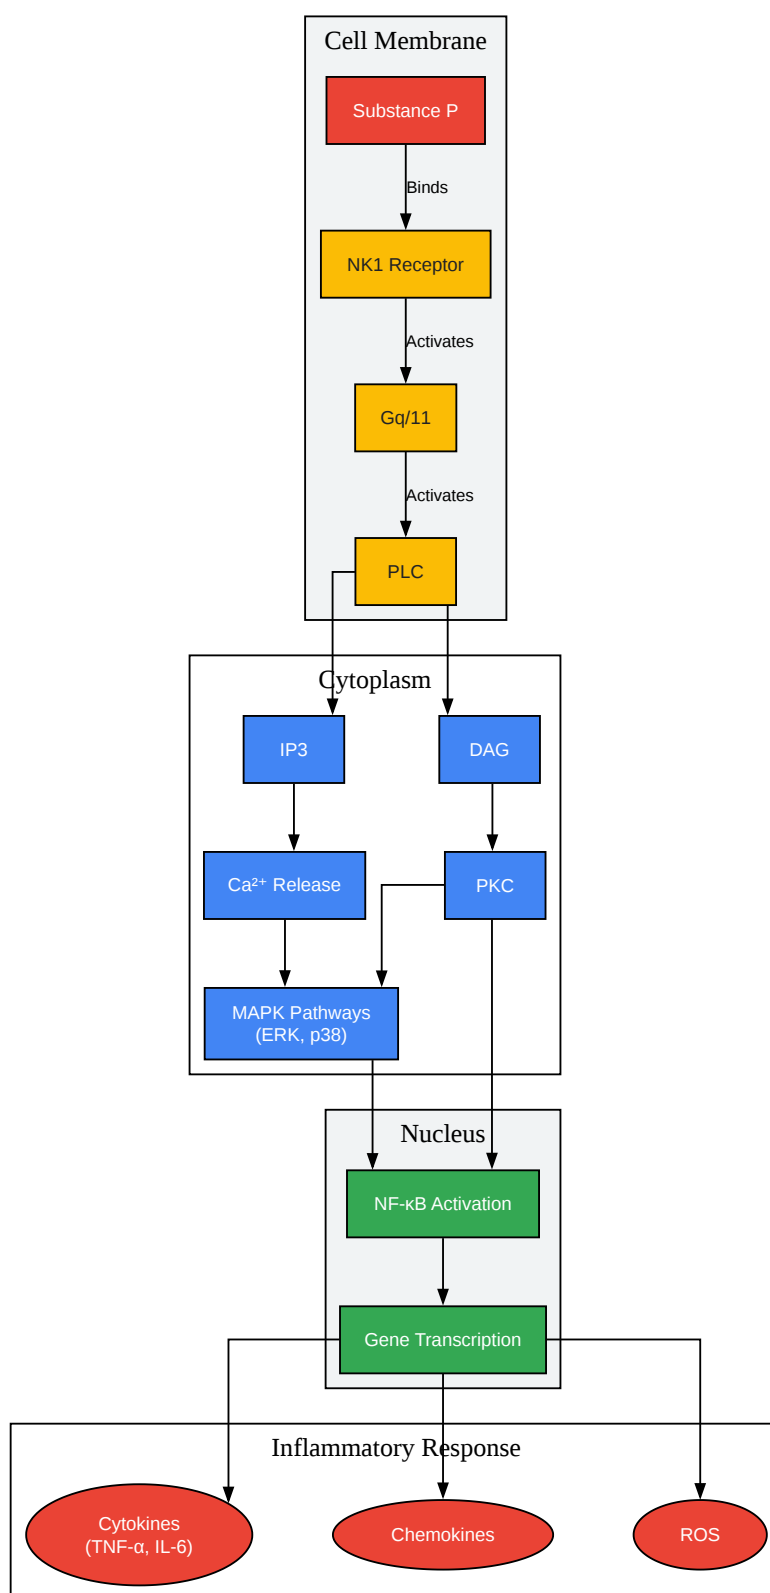 Cell Membrane
Substance P
Binds
NK1 Receptor
Activates
Gq/11
Activates
PLC
Cytoplasm
IP3
DAG
Ca²⁺ Release
PKC
MAPK Pathways
(ERK, p38)
Nucleus
NF-κB Activation
Gene Transcription
Inflammatory Response
Cytokines
(TNF-α, IL-6)
Chemokines
ROS